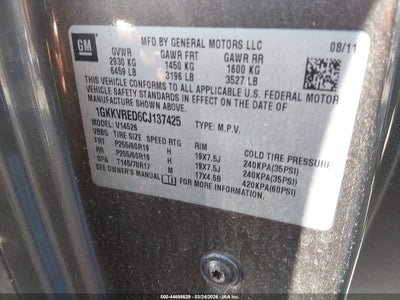 GM
MFD BY GENERAL MOTORS LLC 08/11
GVWR GAWR FRT GAWR RR
2930 KG 1450 KG 1600 KG
6459 LB 3196 LB 3527 LB
THIS VEHICLE CONFORMS TO ALL APPLICABLE U.S. FEDERAL MOTOR
VEHICLE SAFETY STANDARDS IN EFFECT ON THE DATE OF
MANUFACTURE SHOWN ABOVE.
1GKKVRED6CJ137425 TYPE: M.P.V.
MODEL: V14526
TIRE SIZE SPEED RTG RIM COLD TIRE PRESSURE
FRT P255/60R19 H 19X7.5J 240KPA(35PSI)
RR P255/60R19 H 19X7.5J 240KPA(35PSI)
SPA T145/70R17 M 17X4.5B 420KPA(60PSI)
SEE OWNER'S MANUAL FOR MORE INFORMATION.
000-44698629 - 03/24/2026 - IAA